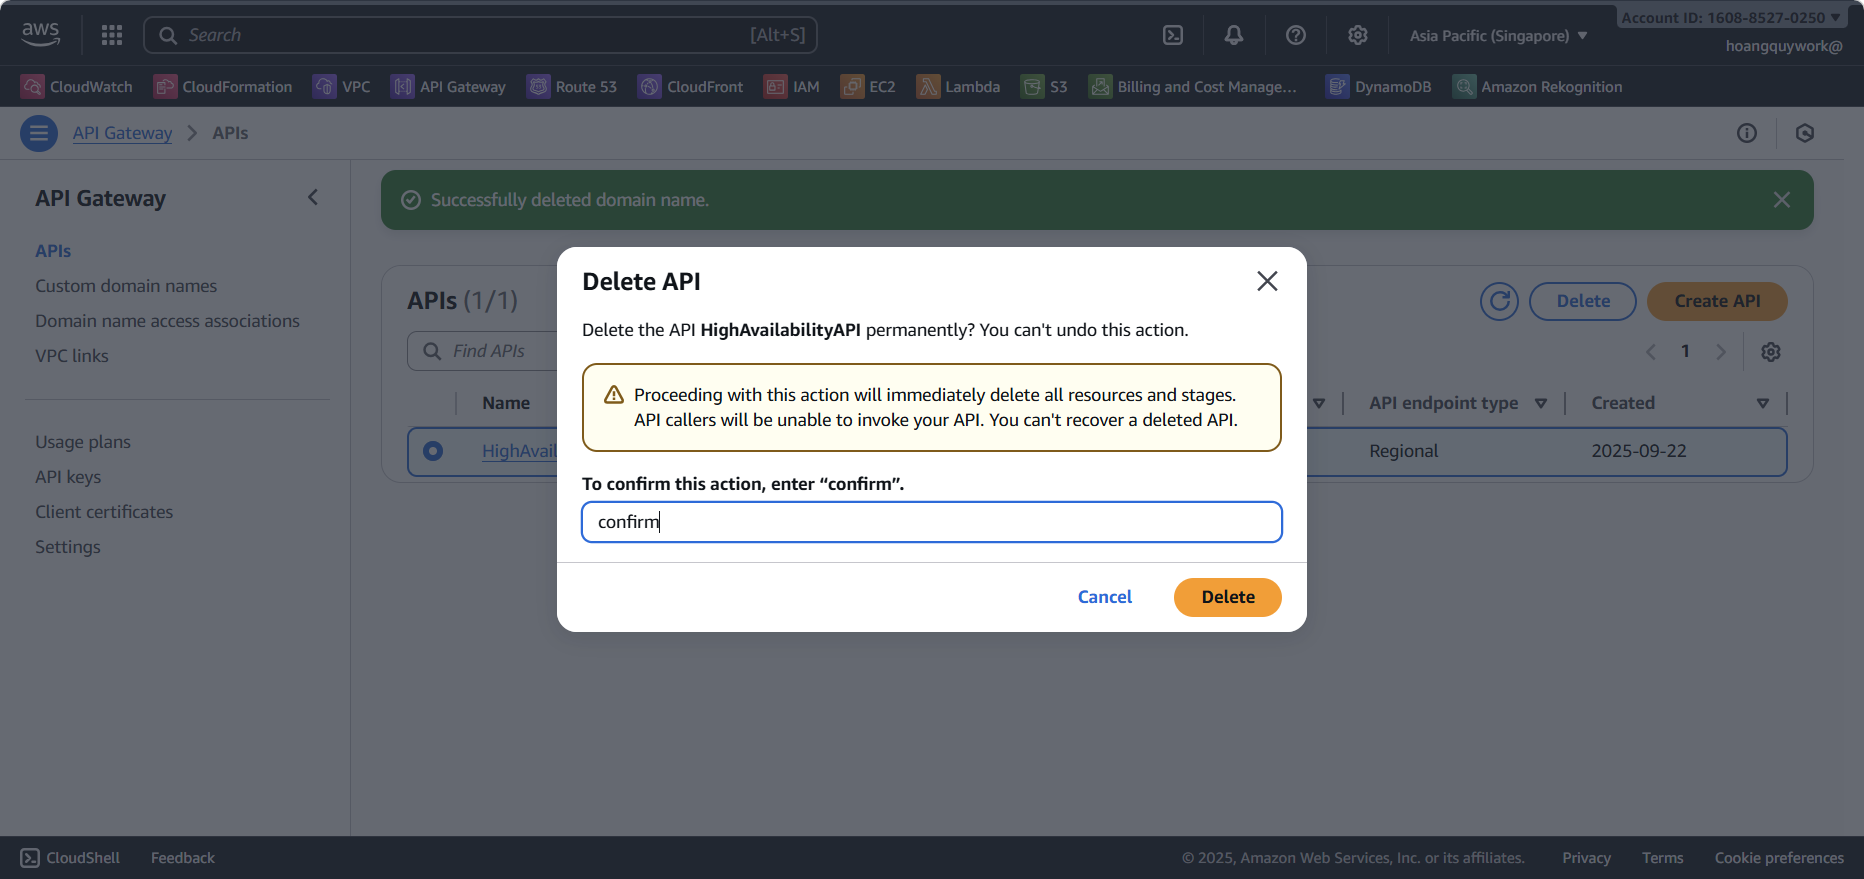 aws
Search
[Alt+S]
Asia Pacific (Singapore)
Account ID: 1608-8527-0250
hoangquywork@
CloudWatch
CloudFormation
VPC
API Gateway
Route 53
CloudFront
IAM
EC2
Lambda
S3
Billing and Cost Manage...
DynamoDB
Amazon Rekognition
API Gateway
APIs
API Gateway
APIs
Custom domain names
Domain name access associations
VPC links
Usage plans
API keys
Client certificates
Settings
Successfully deleted domain name.
APIs (1/1)
Delete
Create API
Find APIs
1
Name
API endpoint type
Created
HighAvail
Regional
2025-09-22
Delete API
Delete the API HighAvailabilityAPI permanently? You can't undo this action.
Proceeding with this action will immediately delete all resources and stages.
API callers will be unable to invoke your API. You can't recover a deleted API.
To confirm this action, enter “confirm”.
confirm
Cancel
Delete
CloudShell
Feedback
© 2025, Amazon Web Services, Inc. or its affiliates.
Privacy
Terms
Cookie preferences